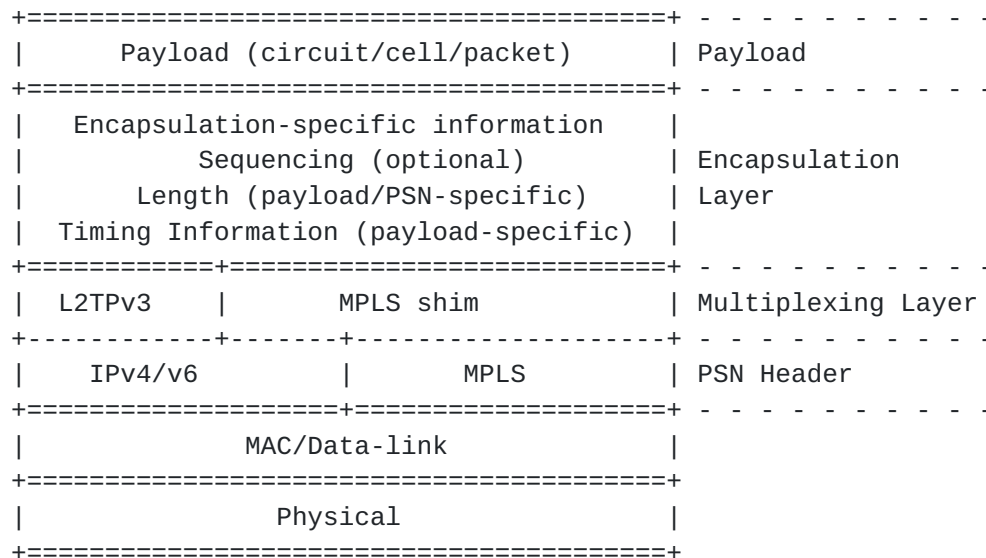 +=========================================+ - - - - - - - - - -
|      Payload (circuit/cell/packet)      | Payload
+=========================================+ - - - - - - - - - -
|   Encapsulation-specific information    |
|           Sequencing (optional)         | Encapsulation
|       Length (payload/PSN-specific)     | Layer
|  Timing Information (payload-specific)  |
+============+============================+ - - - - - - - - - -
|  L2TPv3    |       MPLS shim            | Multiplexing Layer
+------------+-------+--------------------+ - - - - - - - - - -
|    IPv4/v6         |       MPLS         | PSN Header
+====================+====================+ - - - - - - - - - -
|              MAC/Data-link              |
+=========================================+
|                Physical                 |
+=========================================+